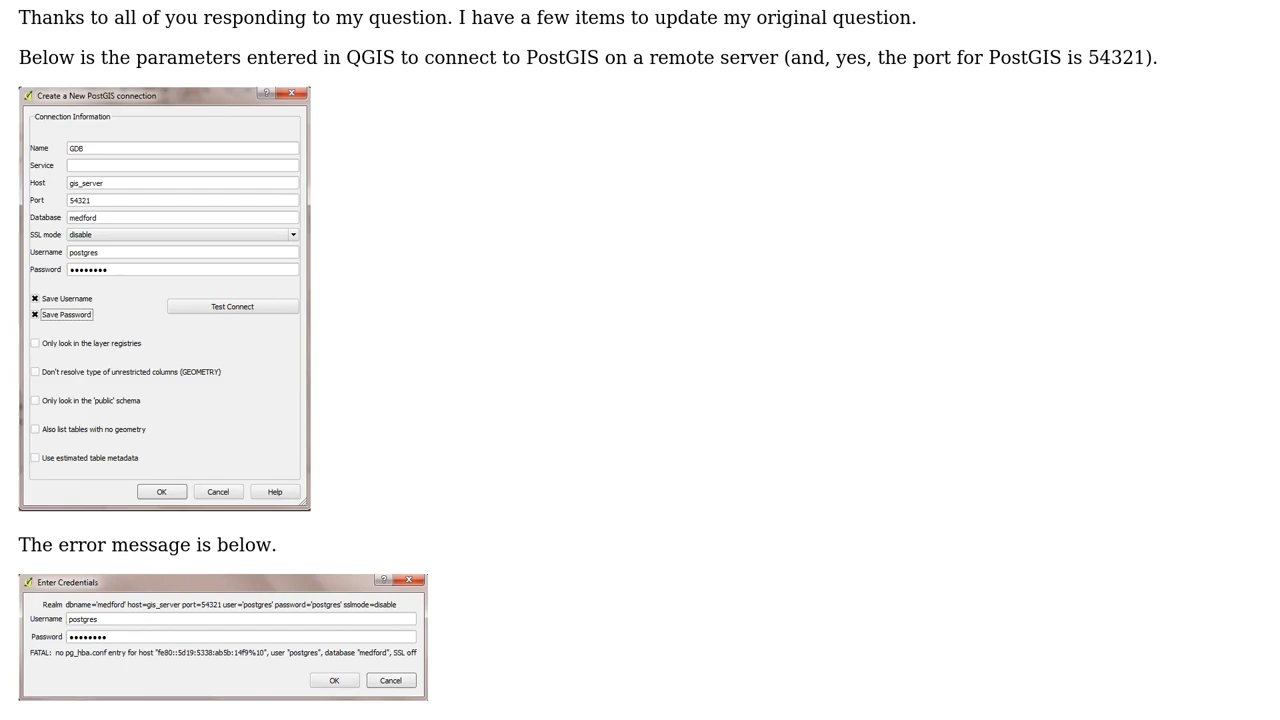 Thanks to all of you responding to my question. I have a few items to update my original question.
Below is the parameters entered in QGIS to connect to PostGIS on a remote server (and, yes, the port for PostGIS is 54321).
Create a New PostGIS connection
Connection Information
Name GDB
Service
Host gis_server
Port 54321
Database medford
SSL mode disable
Username postgres
Password ••••••••
Save Username
Test Connect
Save Password
Only look in the layer registries
Don't resolve type of unrestricted columns (GEOMETRY)
Only look in the 'public' schema
Also list tables with no geometry
Use estimated table metadata
OK Cancel Help
The error message is below.
Enter Credentials
Realm dbname='medford' host=gis_server port=54321 user='postgres' password='postgres' sslmode=disable
Username postgres
Password ••••••••
FATAL: no pg_hba.conf entry for host "fe80::5d19:5338:ab5b:14f9%10", user "postgres", database "medford", SSL off
OK Cancel